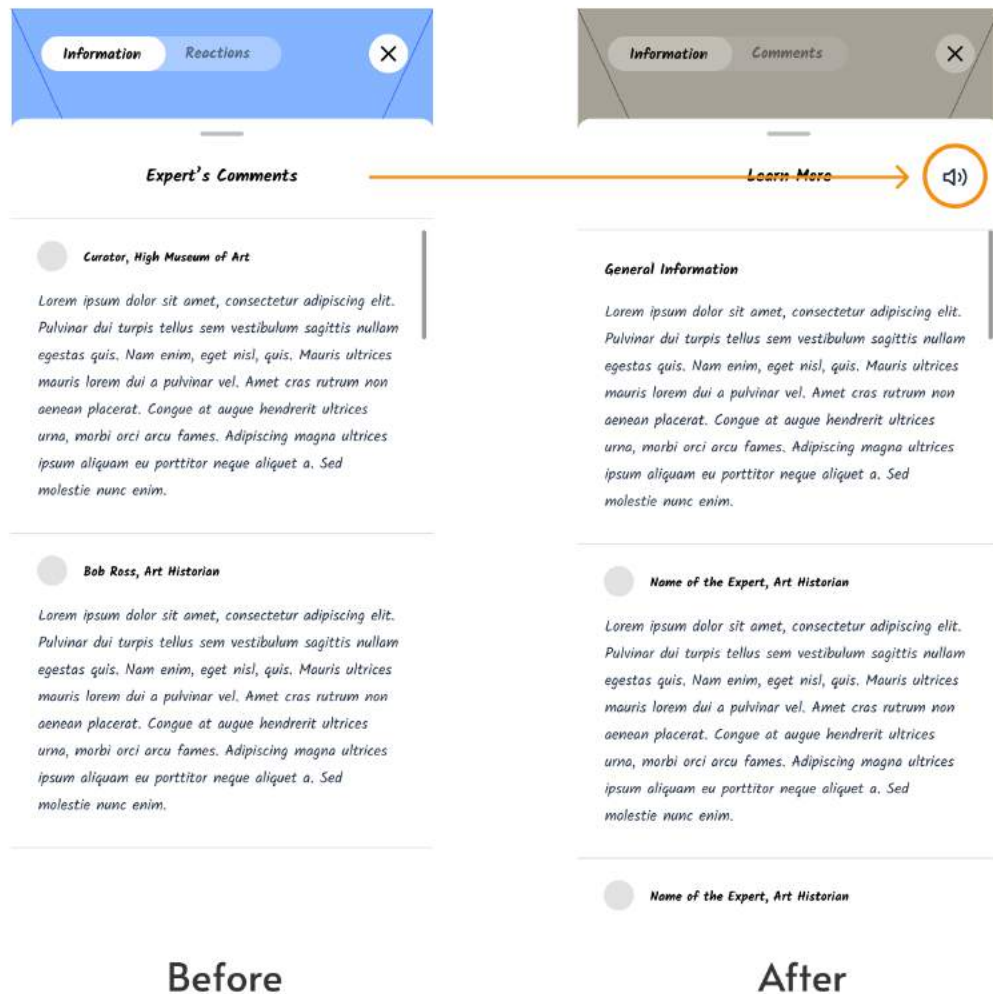 Information Reactions
Expert's Comments
Curator, High Museum of Art
Lorem ipsum dolor sit amet, consectetur adipiscing elit.
Pulvinar dui turpis tellus sem vestibulum sagittis nullam
egestas quis. Nam enim, eget nisl, quis. Mauris ultrices
mauris lorem dui a pulvinar vel. Amet cras rutrum non
aenean placerat. Congue at augue hendrerit ultrices
urna, morbi orci arcu fames. Adipiscing magna ultrices
ipsum aliquam eu porttitor neque aliquet a. Sed
molestie nunc enim.
Bob Ross, Art Historian
Lorem ipsum dolor sit amet, consectetur adipiscing elit.
Pulvinar dui turpis tellus sem vestibulum sagittis nullam
egestas quis. Nam enim, eget nisl, quis. Mauris ultrices
mauris lorem dui a pulvinar vel. Amet cras rutrum non
aenean placerat. Congue at augue hendrerit ultrices
urna, morbi orci arcu fames. Adipiscing magna ultrices
ipsum aliquam eu porttitor neque aliquet a. Sed
molestie nunc enim.
Before
Information Comments
Learn More
General Information
Lorem ipsum dolor sit amet, consectetur adipiscing elit.
Pulvinar dui turpis tellus sem vestibulum sagittis nullam
egestas quis. Nam enim, eget nisl, quis. Mauris ultrices
mauris lorem dui a pulvinar vel. Amet cras rutrum non
aenean placerat. Congue at augue hendrerit ultrices
urna, morbi orci arcu fames. Adipiscing magna ultrices
ipsum aliquam eu porttitor neque aliquet a. Sed
molestie nunc enim.
Name of the Expert, Art Historian
Lorem ipsum dolor sit amet, consectetur adipiscing elit.
Pulvinar dui turpis tellus sem vestibulum sagittis nullam
egestas quis. Nam enim, eget nisl, quis. Mauris ultrices
mauris lorem dui a pulvinar vel. Amet cras rutrum non
aenean placerat. Congue at augue hendrerit ultrices
urna, morbi orci arcu fames. Adipiscing magna ultrices
ipsum aliquam eu porttitor neque aliquet a. Sed
molestie nunc enim.
Name of the Expert, Art Historian
After